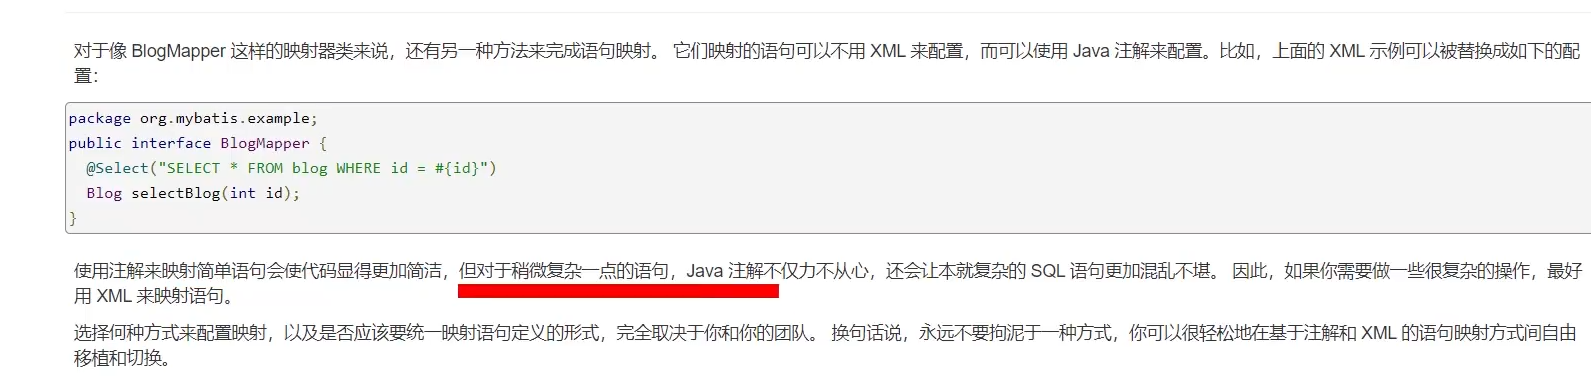 对于像 BlogMapper 这样的映射器类来说，还有另一种方法来完成语句映射。 它们映射的语句可以不用 XML 来配置，而可以使用 Java 注解来配置。比如，上面的 XML 示例可以被替换成如下的配
置：
package org.mybatis.example;
public interface BlogMapper {
  @Select("SELECT * FROM blog WHERE id = #{id}")
  Blog selectBlog(int id);
}
使用注解来映射简单语句会使代码显得更加简洁，但对于稍微复杂一点的语句，Java 注解不仅力不从心，还会让本就复杂的 SQL 语句更加混乱不堪。 因此，如果你需要做一些很复杂的操作，最好
用 XML 来映射语句。
选择何种方式来配置映射，以及是否应该要统一映射语句定义的形式，完全取决于你和你的团队。 换句话说，永远不要拘泥于一种方式，你可以很轻松地在基于注解和 XML 的语句映射方式间自由
移植和切换。